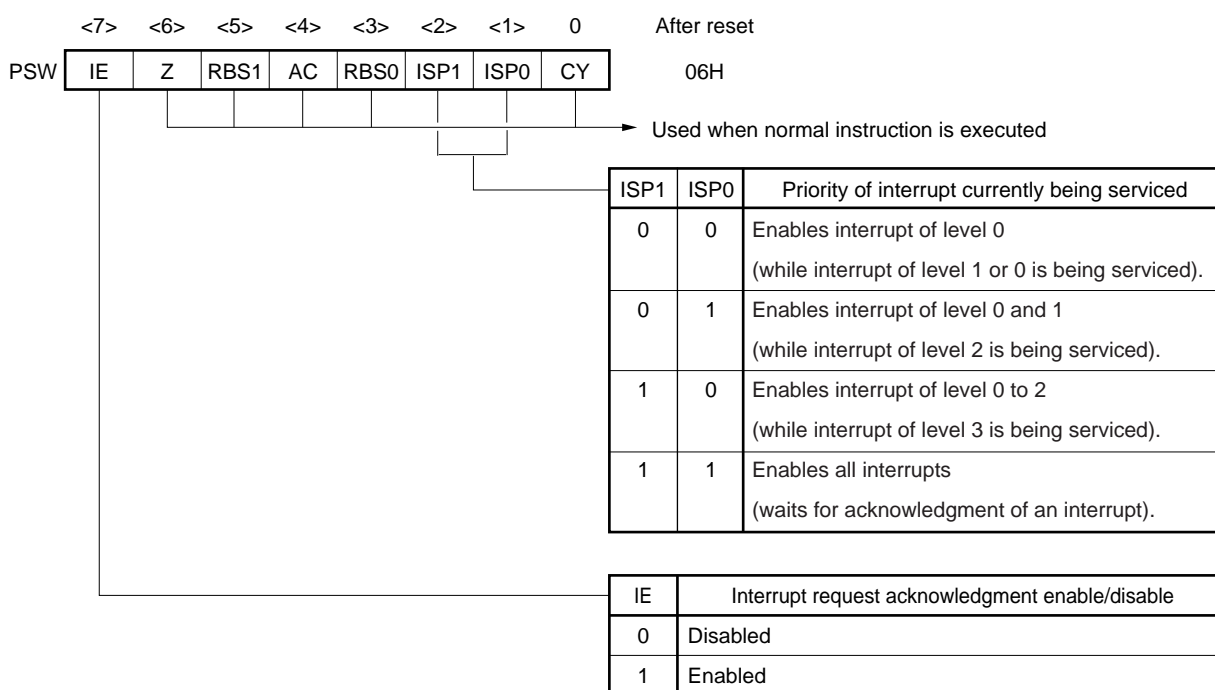 <7> <6> <5> <4> <3> <2> <1> 0 After reset
PSW IE Z RBS1 AC RBS0 ISP1 ISP0 CY 06H
Used when normal instruction is executed
ISP1 ISP0 Priority of interrupt currently being serviced
0 0 Enables interrupt of level 0
(while interrupt of level 1 or 0 is being serviced).
0 1 Enables interrupt of level 0 and 1
(while interrupt of level 2 is being serviced).
1 0 Enables interrupt of level 0 to 2
(while interrupt of level 3 is being serviced).
1 1 Enables all interrupts
(waits for acknowledgment of an interrupt).
IE Interrupt request acknowledgment enable/disable
0 Disabled
1 Enabled